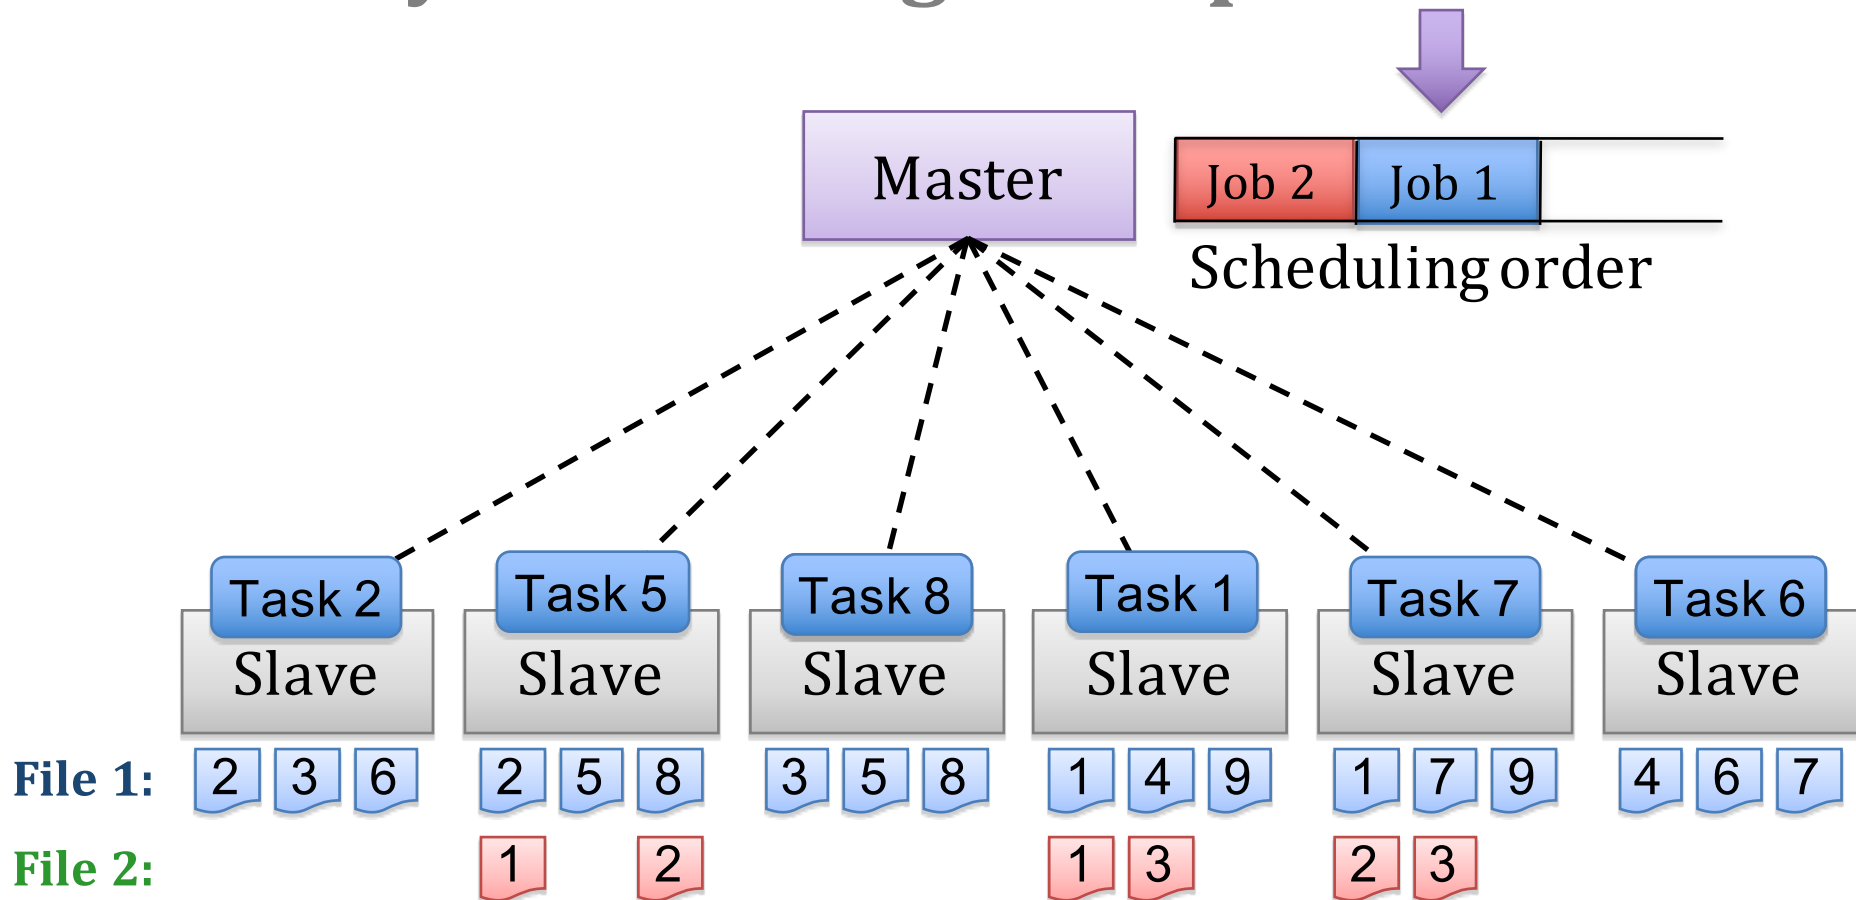 Master
Job 2 Job 1
Scheduling order
Task 2 Task 5 Task 8 Task 1 Task 7 Task 6
Slave Slave Slave Slave Slave Slave
File 1: 2 3 6 2 5 8 3 5 8 1 4 9 1 7 9 4 6 7
File 2: 1 2 1 3 2 3